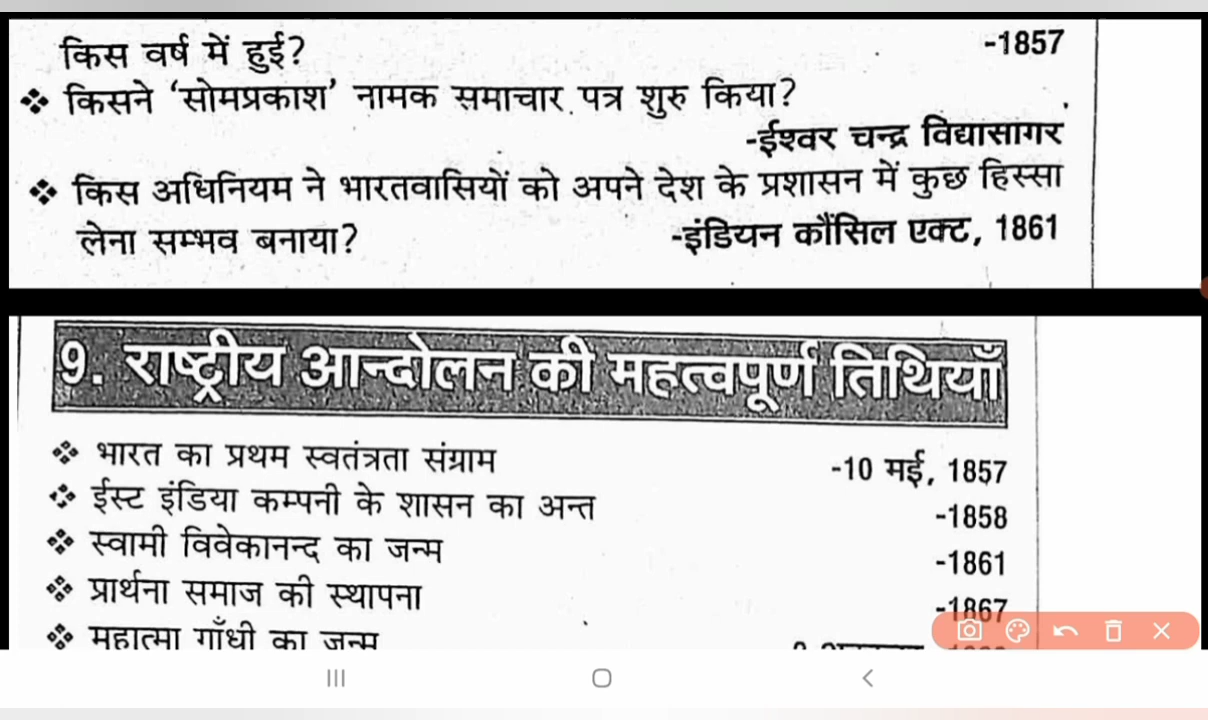 किस वर्ष में हुई? -1857
❖ किसने ‘सोमप्रकाश’ नामक समाचार पत्र शुरु किया?
-ईश्वर चन्द्र विद्यासागर
❖ किस अधिनियम ने भारतवासियों को अपने देश के प्रशासन में कुछ हिस्सा
लेना सम्भव बनाया? -इंडियन कौंसिल एक्ट, 1861
9. राष्ट्रीय आन्दोलन की महत्वपूर्ण तिथियाँ
❖ भारत का प्रथम स्वतंत्रता संग्राम -10 मई, 1857
❖ ईस्ट इंडिया कम्पनी के शासन का अन्त -1858
❖ स्वामी विवेकानन्द का जन्म -1861
❖ प्रार्थना समाज की स्थापना -1867
❖ महात्मा गाँधी का जन्म